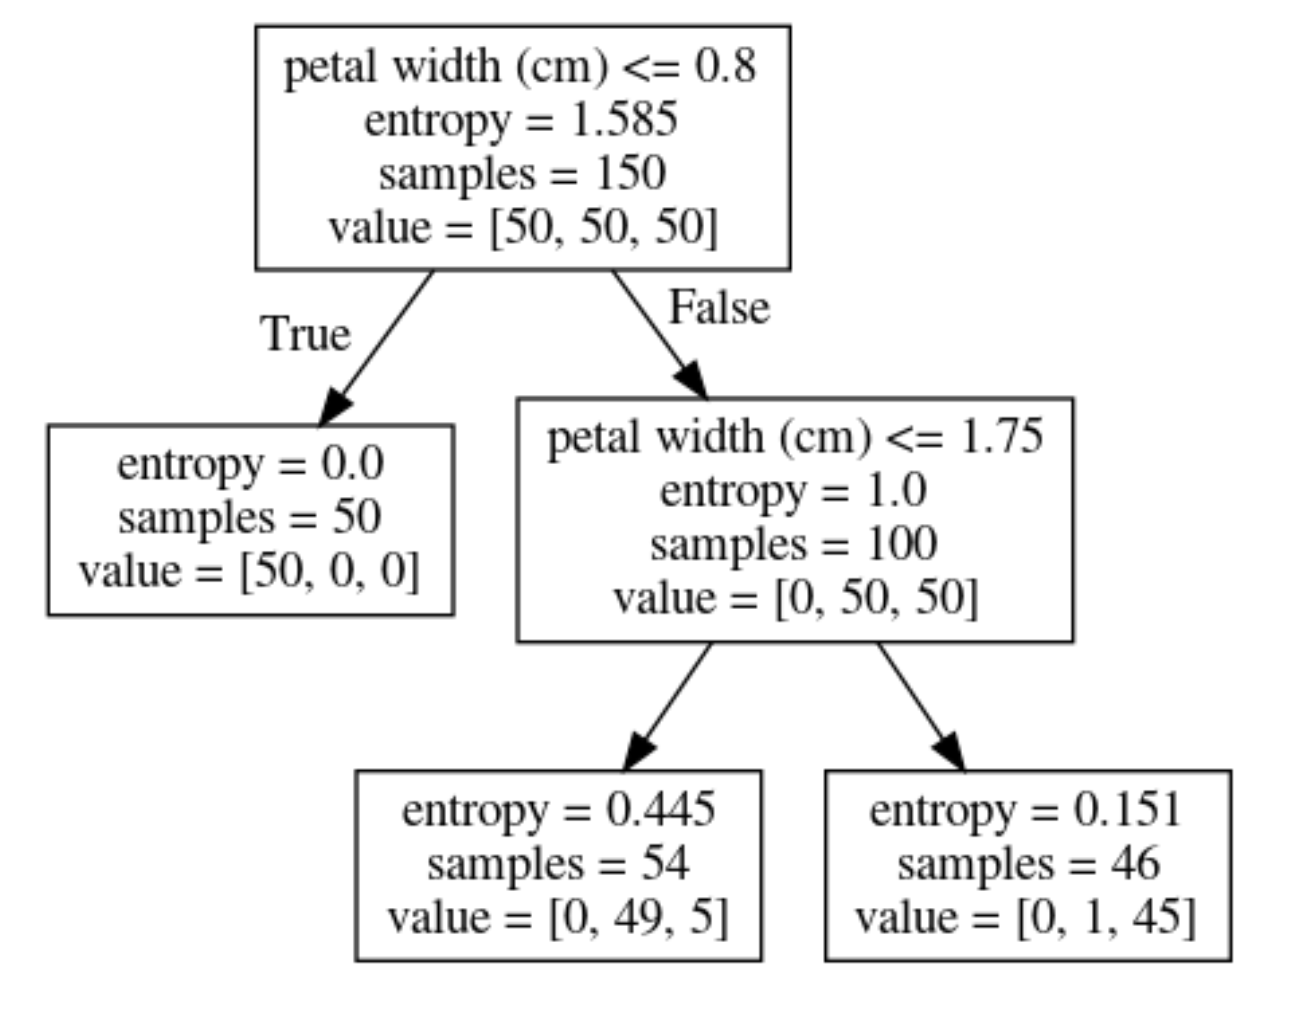 petal width (cm) <= 0.8
entropy = 1.585
samples = 150
value = [50, 50, 50]
True
False
entropy = 0.0
samples = 50
value = [50, 0, 0]
petal width (cm) <= 1.75
entropy = 1.0
samples = 100
value = [0, 50, 50]
entropy = 0.445
samples = 54
value = [0, 49, 5]
entropy = 0.151
samples = 46
value = [0, 1, 45]